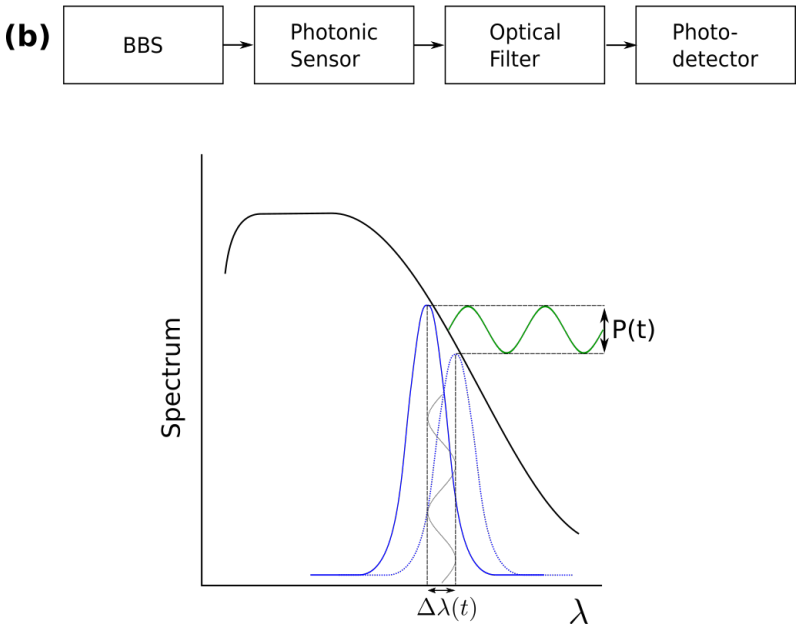 (b)
BBS
Photonic
Sensor
Optical
Filter
Photo-
detector
Spectrum
P(t)
Δλ(t)
λ